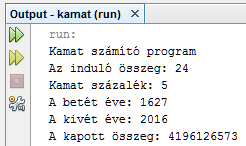 Output - kamat (run)
run:
Kamat számító program
Az induló összeg: 24
Kamat százalék: 5
A betét éve: 1627
A kivét éve: 2016
A kapott összeg: 4196126573